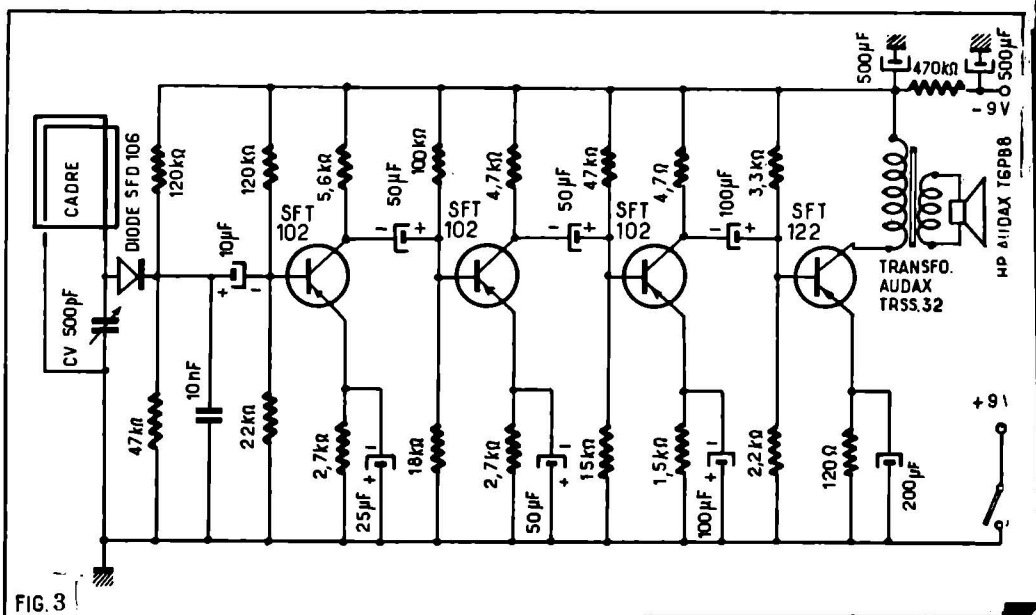 500µF
500µF
470kΩ
-9V
CADRE
DIODE SFD 106
CV 500pF
120kΩ
120kΩ
5,6kΩ
50µF
100kΩ
4,7kΩ
50µF
47kΩ
4,7Ω
100µF
3,3kΩ
10µF
SFT
102
SFT
102
SFT
102
SFT
122
- +
- +
- +
+ -
TRANSFO.
AUDAX
TRSS.32
HP AUDAX T6PB8
47kΩ
10nF
22kΩ
2,7kΩ
25µF
+ -
18kΩ
2,7kΩ
50µF
+ -
15kΩ
1,5kΩ
100µF
+ -
2,2kΩ
120Ω
200µF
+9V
FIG. 3